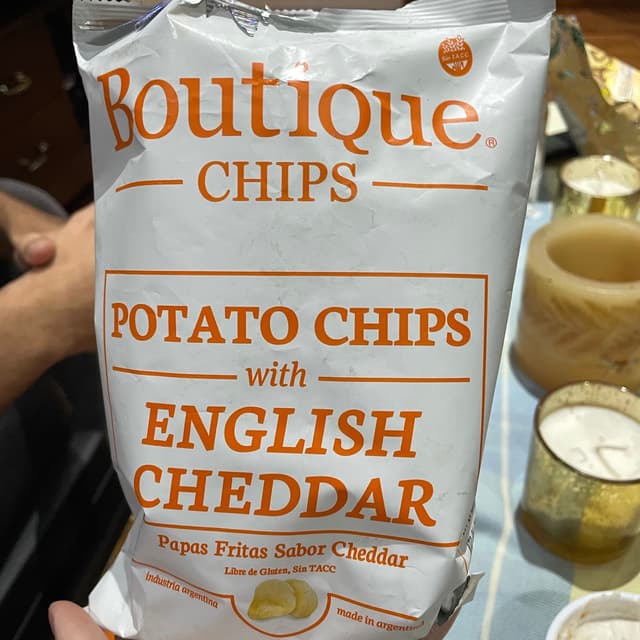 Sin TACC
Boutique®
CHIPS
POTATO CHIPS
with
ENGLISH
CHEDDAR
Papas Fritas Sabor Cheddar
Libre de Gluten, Sin TACC
industria argentina
made in argentina